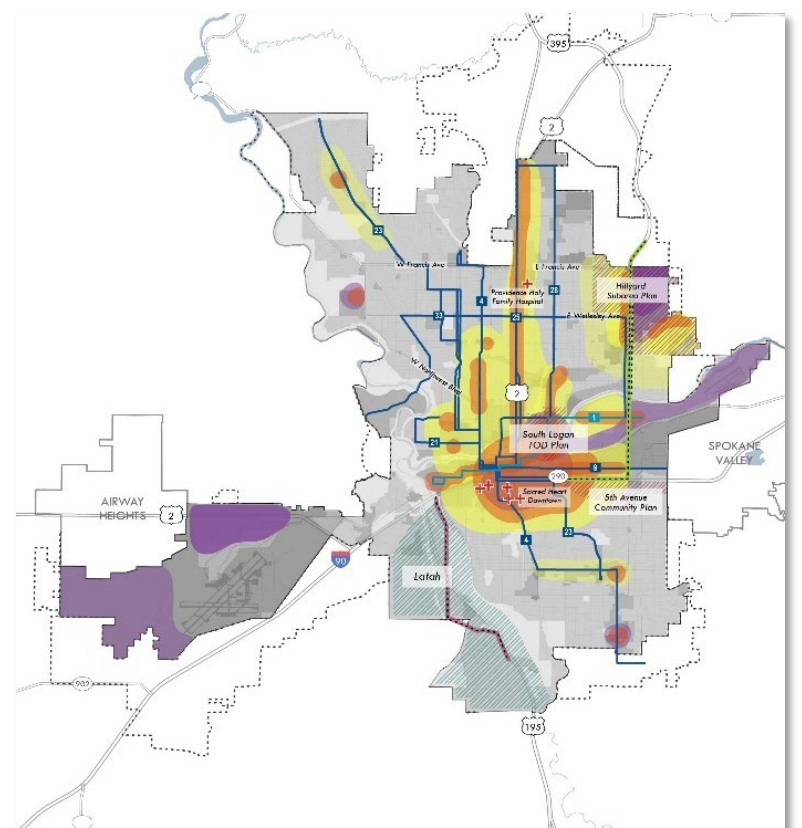 395
2
23
W Francis Ave
E Francis Ave
Hillyard
Subarea Plan
Providence Holy
Family Hospital
4
28
33
25
E Wellesley Ave
W Northwest Blvd
2
1
21
South Logan
TOD Plan
SPOKANE
VALLEY
8
290
AIRWAY
HEIGHTS
2
Sacred Heart
Downtown
5th Avenue
Community Plan
4
23
90
Latah
902
195